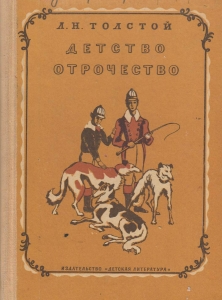 Л.Н. ТОЛСТОЙ
ДЕТСТВО
ОТРОЧЕСТВО
ИЗДАТЕЛЬСТВО „ДЕТСКАЯ ЛИТЕРАТУРА"